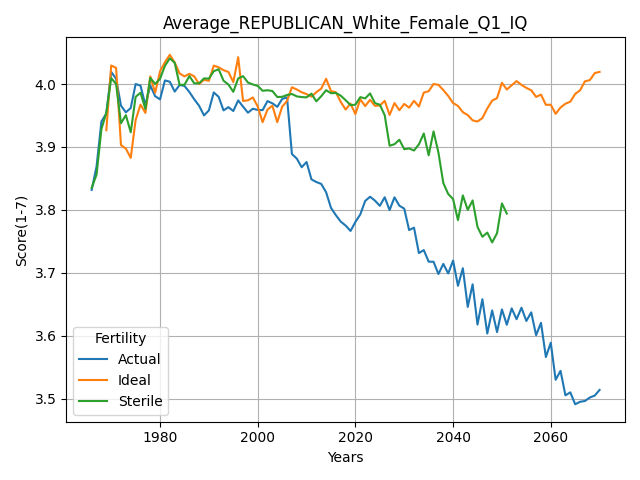 Average_REPUBLICAN_White_Female_Q1_IQ
4.0
3.9
3.8
3.7
3.6
3.5
Score(1-7)
Fertility
Actual
Ideal
Sterile
1980
2000
2020
2040
2060
Years